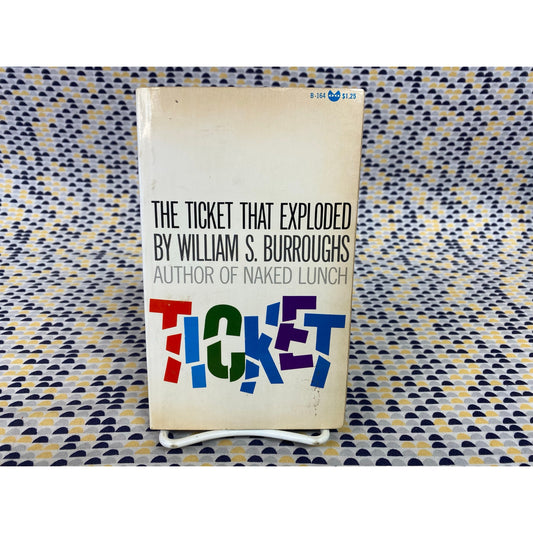 B-164 $1.25
THE TICKET THAT EXPLODED
BY WILLIAM S. BURROUGHS
AUTHOR OF NAKED LUNCH
TICKET